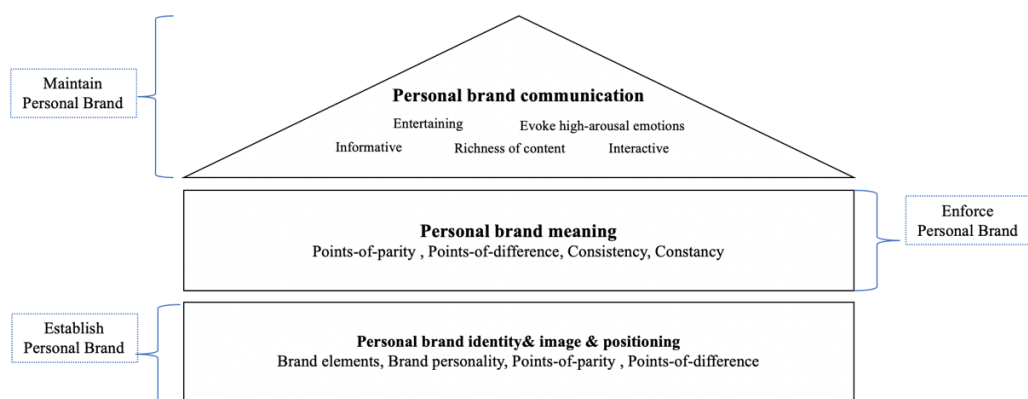 Maintain
Personal Brand
Personal brand communication
Entertaining
Evoke high-arousal emotions
Informative
Richness of content
Interactive
Personal brand meaning
Points-of-parity , Points-of-difference, Consistency, Constancy
Enforce
Personal Brand
Establish
Personal Brand
Personal brand identity& image & positioning
Brand elements, Brand personality, Points-of-parity , Points-of-difference